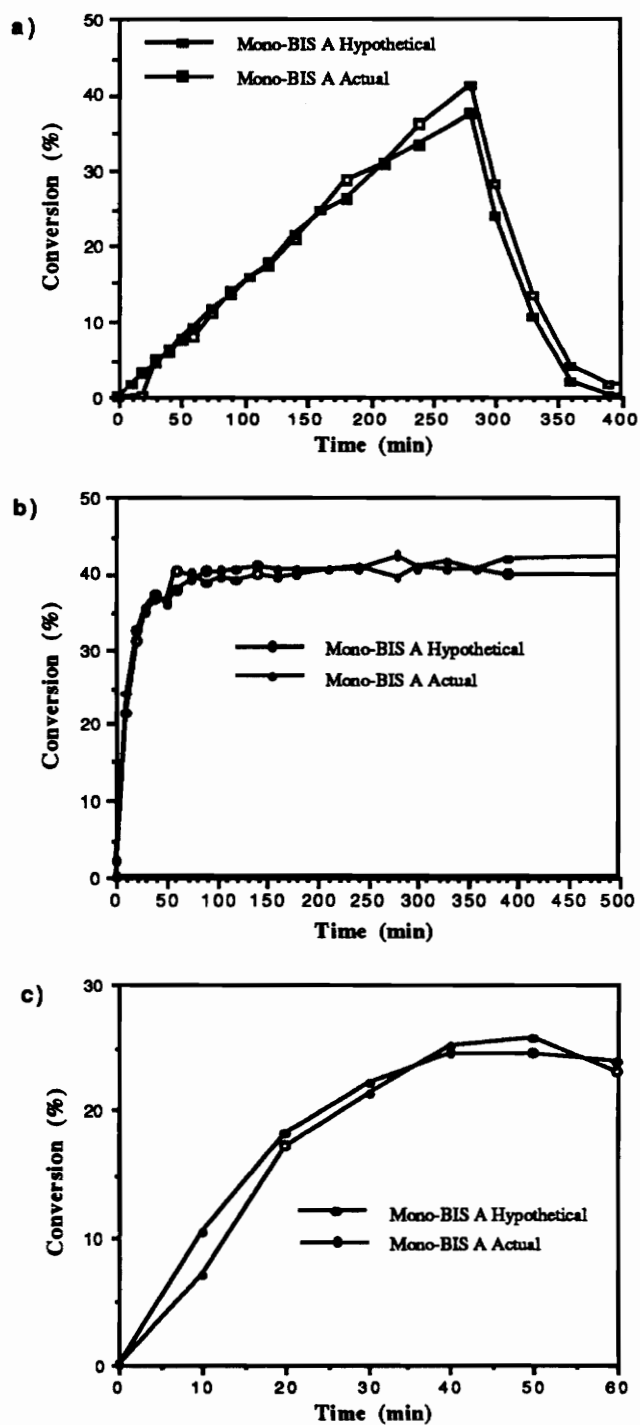 a)
Mono-BIS A Hypothetical
Mono-BIS A Actual
Conversion (%)
50
40
30
20
10
0
0 50 100 150 200 250 300 350 400
Time (min)
b)
Conversion (%)
50
40
30
20
10
0
Mono-BIS A Hypothetical
Mono-BIS A Actual
0 50 100 150 200 250 300 350 400 450 500
Time (min)
c)
Conversion (%)
30
20
10
0
Mono-BIS A Hypothetical
Mono-BIS A Actual
0 10 20 30 40 50 60
Time (min)